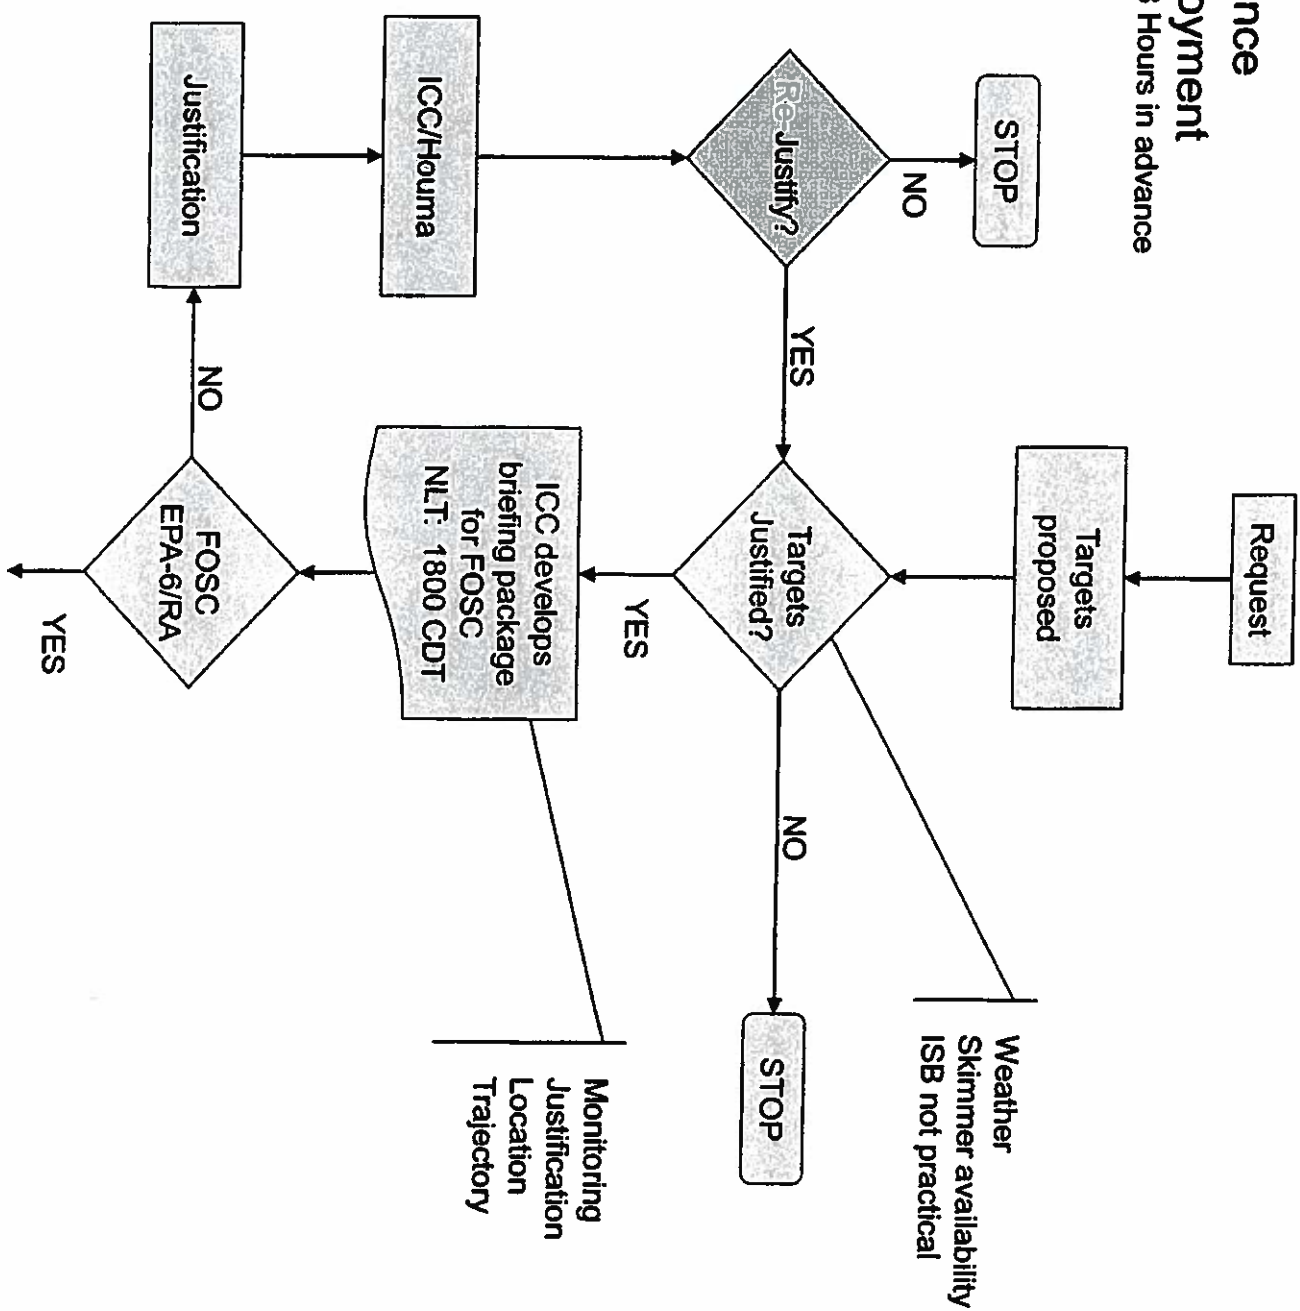 nce
oyment
Hours in advance
Request
Targets
proposed
Targets
Justified?
Weather
Skimmer availability
ISB not practical
NO
STOP
YES
ICC develops
briefing package
for FOSC
NLT: 1800 CDT
Monitoring
Justification
Location
Trajectory
FOSC
EPA-6/RA
YES
NO
Justification
ICC/Houma
Re-Justify?
YES
NO
STOP